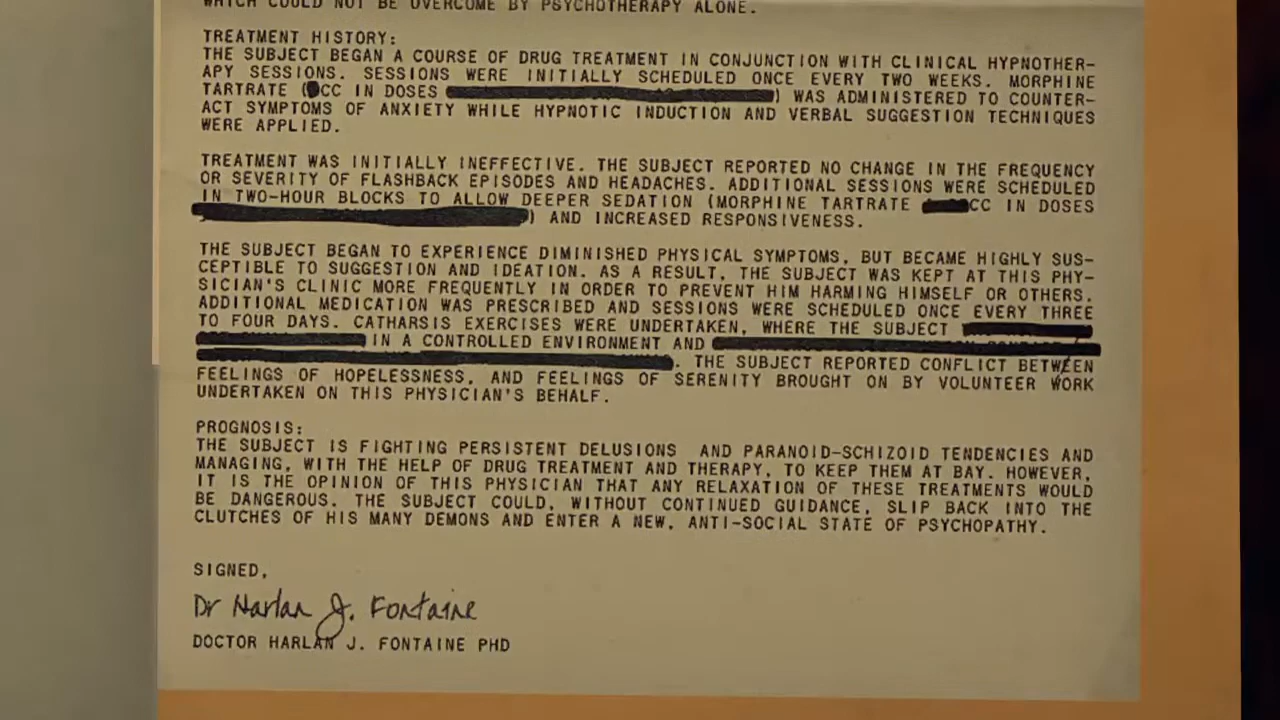 WHICH COULD NOT BE OVERCOME BY PSYCHOTHERAPY ALONE.
TREATMENT HISTORY:
THE SUBJECT BEGAN A COURSE OF DRUG TREATMENT IN CONJUNCTION WITH CLINICAL HYPNOTHER-
APY SESSIONS. SESSIONS WERE INITIALLY SCHEDULED ONCE EVERY TWO WEEKS. MORPHINE
TARTRATE ( CC IN DOSES ) WAS ADMINISTERED TO COUNTER-
ACT SYMPTOMS OF ANXIETY WHILE HYPNOTIC INDUCTION AND VERBAL SUGGESTION TECHNIQUES
WERE APPLIED.
TREATMENT WAS INITIALLY INEFFECTIVE. THE SUBJECT REPORTED NO CHANGE IN THE FREQUENCY
OR SEVERITY OF FLASHBACK EPISODES AND HEADACHES. ADDITIONAL SESSIONS WERE SCHEDULED
IN TWO-HOUR BLOCKS TO ALLOW DEEPER SEDATION (MORPHINE TARTRATE CC IN DOSES
) AND INCREASED RESPONSIVENESS.
THE SUBJECT BEGAN TO EXPERIENCE DIMINISHED PHYSICAL SYMPTOMS, BUT BECAME HIGHLY SUS-
CEPTIBLE TO SUGGESTION AND IDEATION. AS A RESULT, THE SUBJECT WAS KEPT AT THIS PHY-
SICIAN'S CLINIC MORE FREQUENTLY IN ORDER TO PREVENT HIM HARMING HIMSELF OR OTHERS.
ADDITIONAL MEDICATION WAS PRESCRIBED AND SESSIONS WERE SCHEDULED ONCE EVERY THREE
TO FOUR DAYS. CATHARSIS EXERCISES WERE UNDERTAKEN, WHERE THE SUBJECT
IN A CONTROLLED ENVIRONMENT AND
. THE SUBJECT REPORTED CONFLICT BETWEEN
FEELINGS OF HOPELESSNESS, AND FEELINGS OF SERENITY BROUGHT ON BY VOLUNTEER WORK
UNDERTAKEN ON THIS PHYSICIAN'S BEHALF.
PROGNOSIS:
THE SUBJECT IS FIGHTING PERSISTENT DELUSIONS AND PARANOID-SCHIZOID TENDENCIES AND
MANAGING, WITH THE HELP OF DRUG TREATMENT AND THERAPY, TO KEEP THEM AT BAY. HOWEVER,
IT IS THE OPINION OF THIS PHYSICIAN THAT ANY RELAXATION OF THESE TREATMENTS WOULD
BE DANGEROUS. THE SUBJECT COULD, WITHOUT CONTINUED GUIDANCE, SLIP BACK INTO THE
CLUTCHES OF HIS MANY DEMONS AND ENTER A NEW, ANTI-SOCIAL STATE OF PSYCHOPATHY.
SIGNED,
Dr Harlan J. Fontaine
DOCTOR HARLAN J. FONTAINE PHD